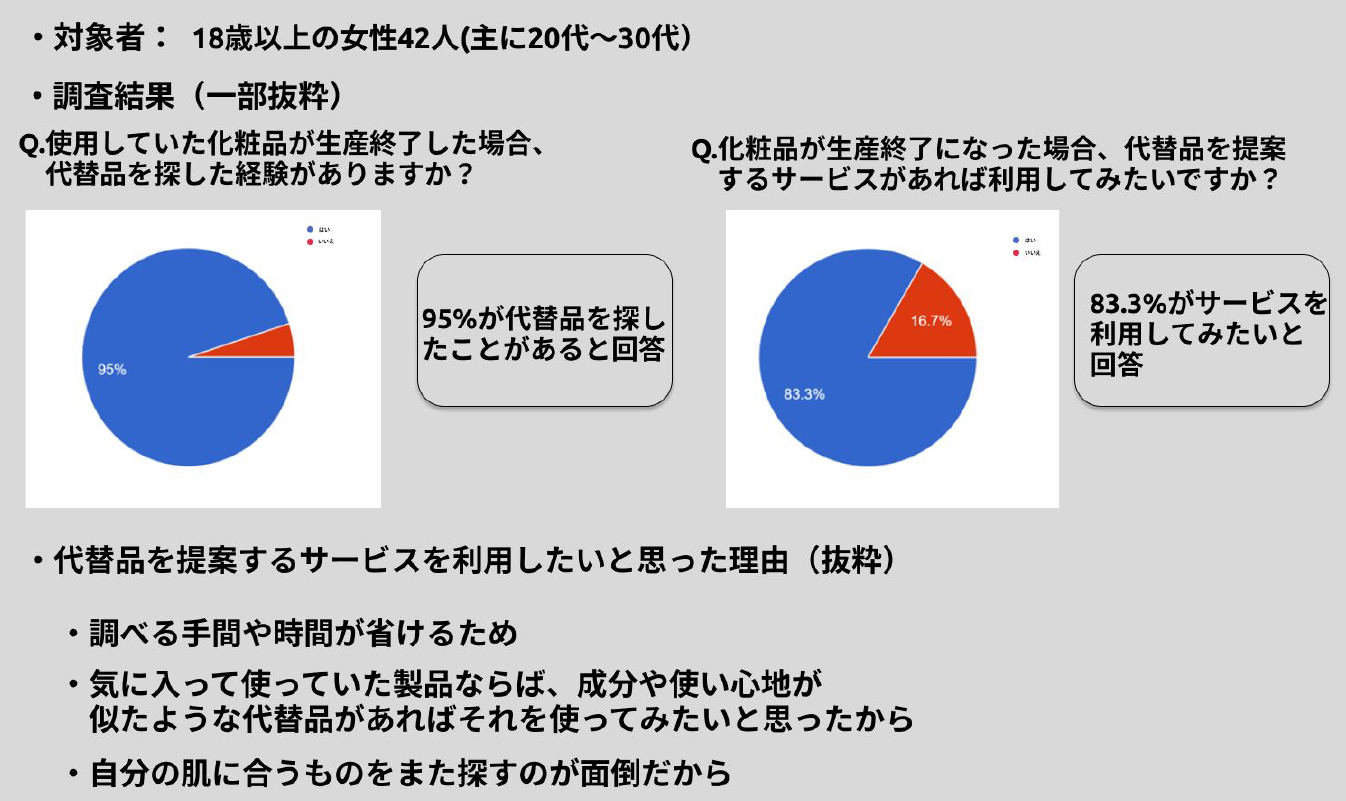 ・対象者： 18歳以上の女性42人(主に20代～30代）
・調査結果（一部抜粋）
Q.使用していた化粧品が生産終了した場合、
代替品を探した経験がありますか？
はい
いいえ
95%
95%が代替品を探し
たことがあると回答
Q.化粧品が生産終了になった場合、代替品を提案
するサービスがあれば利用してみたいですか？
はい
いいえ
16.7%
83.3%
83.3%がサービスを
利用してみたいと
回答
・代替品を提案するサービスを利用したいと思った理由（抜粋）
・調べる手間や時間が省けるため
・気に入って使っていた製品ならば、成分や使い心地が
似たような代替品があればそれを使ってみたいと思ったから
・自分の肌に合うものをまた探すのが面倒だから